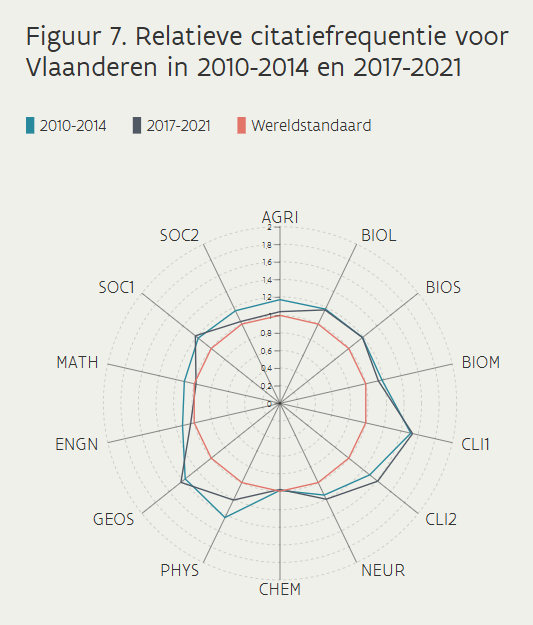 Figuur 7. Relatieve citatiefrequentie voor
Vlaanderen in 2010-2014 en 2017-2021
2010-2014 2017-2021 Wereldstandaard
AGRI
SOC2 BIOL
2
1,8
1,6
1,4
1,2
1,0
0,8
0,6
0,4
0,2
0
SOC1 BIOS
MATH BIOM
ENGN CLI1
GEOS CLI2
PHYS NEUR
CHEM